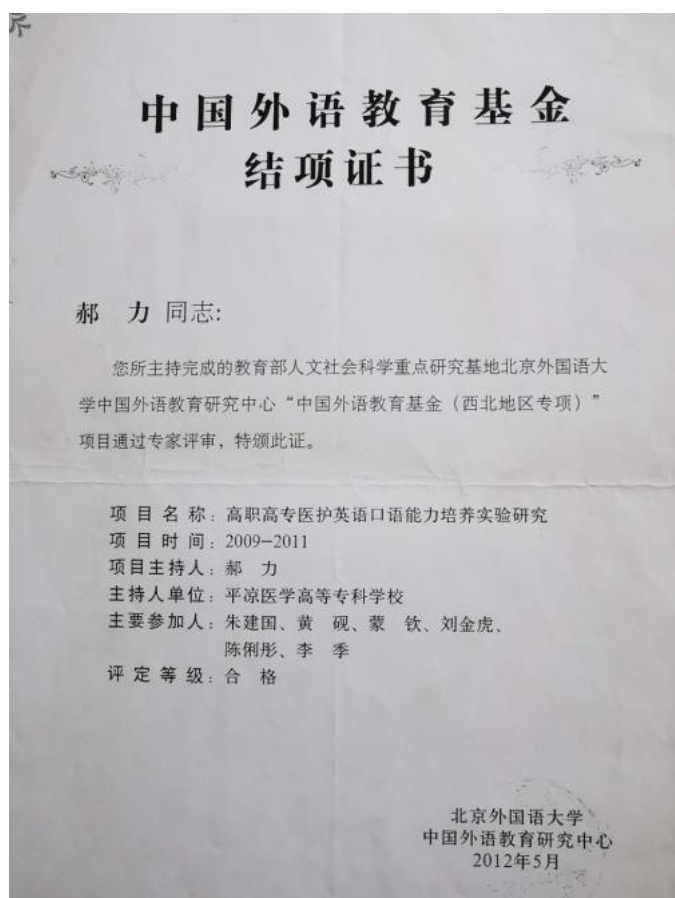 中国外语教育基金
结项证书
郝 力 同志:
您所主持完成的教育部人文社会科学重点研究基地北京外国语大
学中国外语教育研究中心“中国外语教育基金（西北地区专项）”
项目通过专家评审，特颁此证。
项 目 名 称：高职高专医护英语口语能力培养实验研究
项 目 时 间：2009-2011
项目主持人：郝 力
主持人单位：平凉医学高等专科学校
主要参加人：朱建国、黄 砚、蒙 钦、刘金虎、
陈俐彤、李 季
评 定 等 级：合 格
北京外国语大学
中国外语教育研究中心
2012年5月